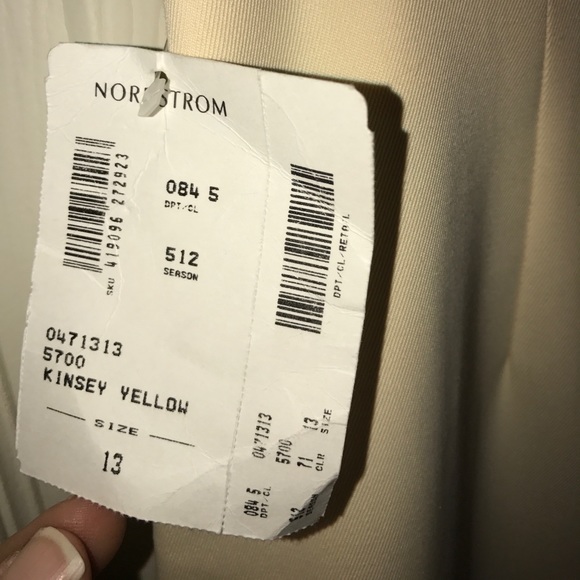 NORDSTROM
084 5
DPT/CL
SKU 419096 272923
512
SEASON
0471313
5700
KINSEY YELLOW
SIZE
13
DPT/CL/RETAIL
084 5 0471313 5700 13
DPT/CL 71 CLR SIZE
SEASON